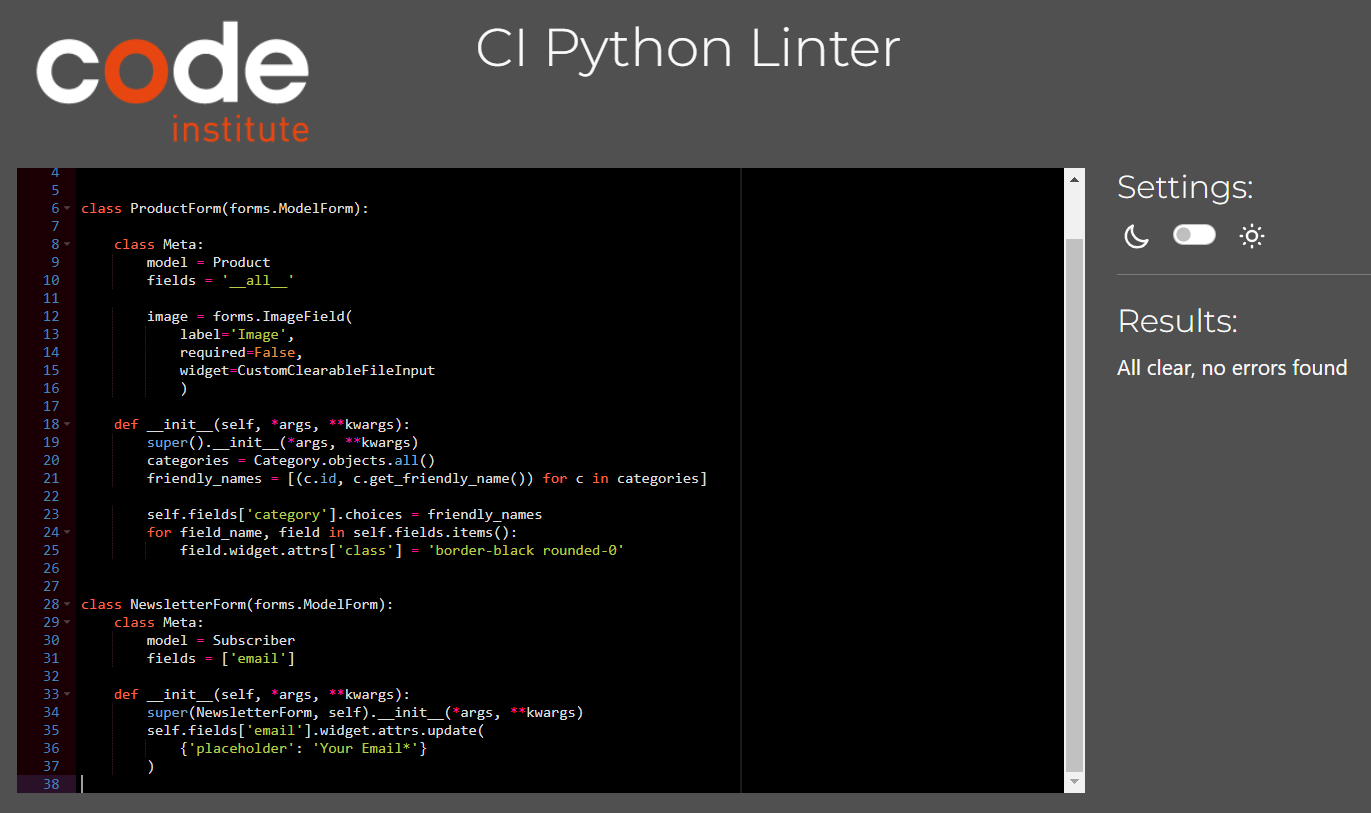 code
institute
CI Python Linter
4
5
6 class ProductForm(forms.ModelForm):
7
8     class Meta:
9         model = Product
10         fields = '__all__'
11
12         image = forms.ImageField(
13             label='Image',
14             required=False,
15             widget=CustomClearableFileInput
16             )
17
18     def __init__(self, *args, **kwargs):
19         super().__init__(*args, **kwargs)
20         categories = Category.objects.all()
21         friendly_names = [(c.id, c.get_friendly_name()) for c in categories]
22
23         self.fields['category'].choices = friendly_names
24         for field_name, field in self.fields.items():
25             field.widget.attrs['class'] = 'border-black rounded-0'
26
27
28 class NewsletterForm(forms.ModelForm):
29     class Meta:
30         model = Subscriber
31         fields = ['email']
32
33     def __init__(self, *args, **kwargs):
34         super(NewsletterForm, self).__init__(*args, **kwargs)
35         self.fields['email'].widget.attrs.update(
36             {'placeholder': 'Your Email*'}
37         )
38
Settings:
Results:
All clear, no errors found